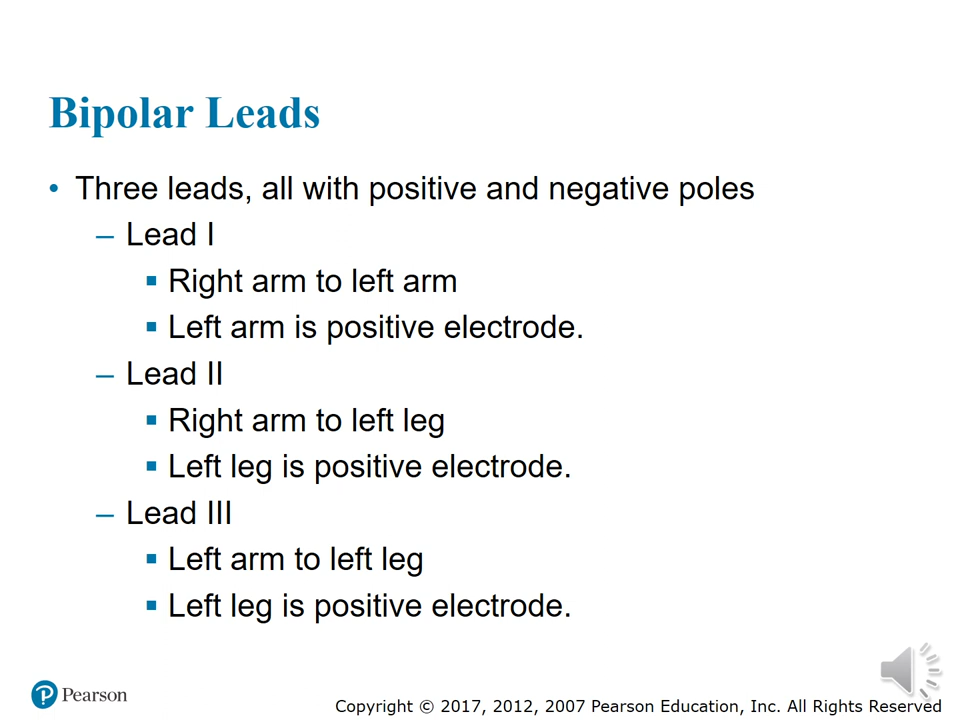 Bipolar Leads
• Three leads, all with positive and negative poles
– Lead I
▪ Right arm to left arm
▪ Left arm is positive electrode.
– Lead II
▪ Right arm to left leg
▪ Left leg is positive electrode.
– Lead III
▪ Left arm to left leg
▪ Left leg is positive electrode.
P Pearson
Copyright © 2017, 2012, 2007 Pearson Education, Inc. All Rights Reserved